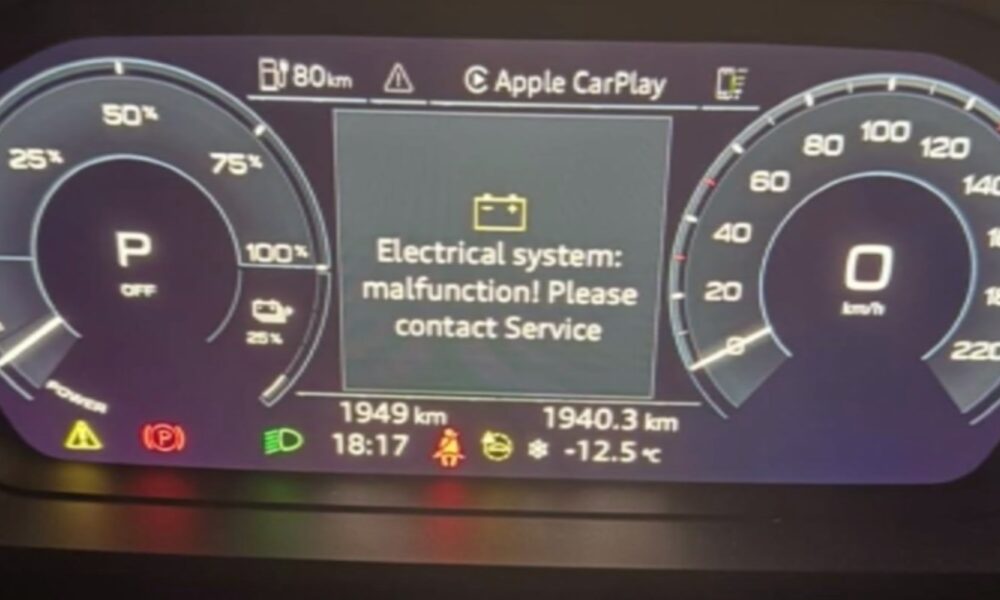 80km
Apple CarPlay
50%
25%
75%
100%
P
OFF
25%
POWER
Electrical system:
malfunction! Please
contact Service
0
20
40
60
80
100
120
220
0
km/h
1949 km
1940.3 km
18:17
-12.5 °C